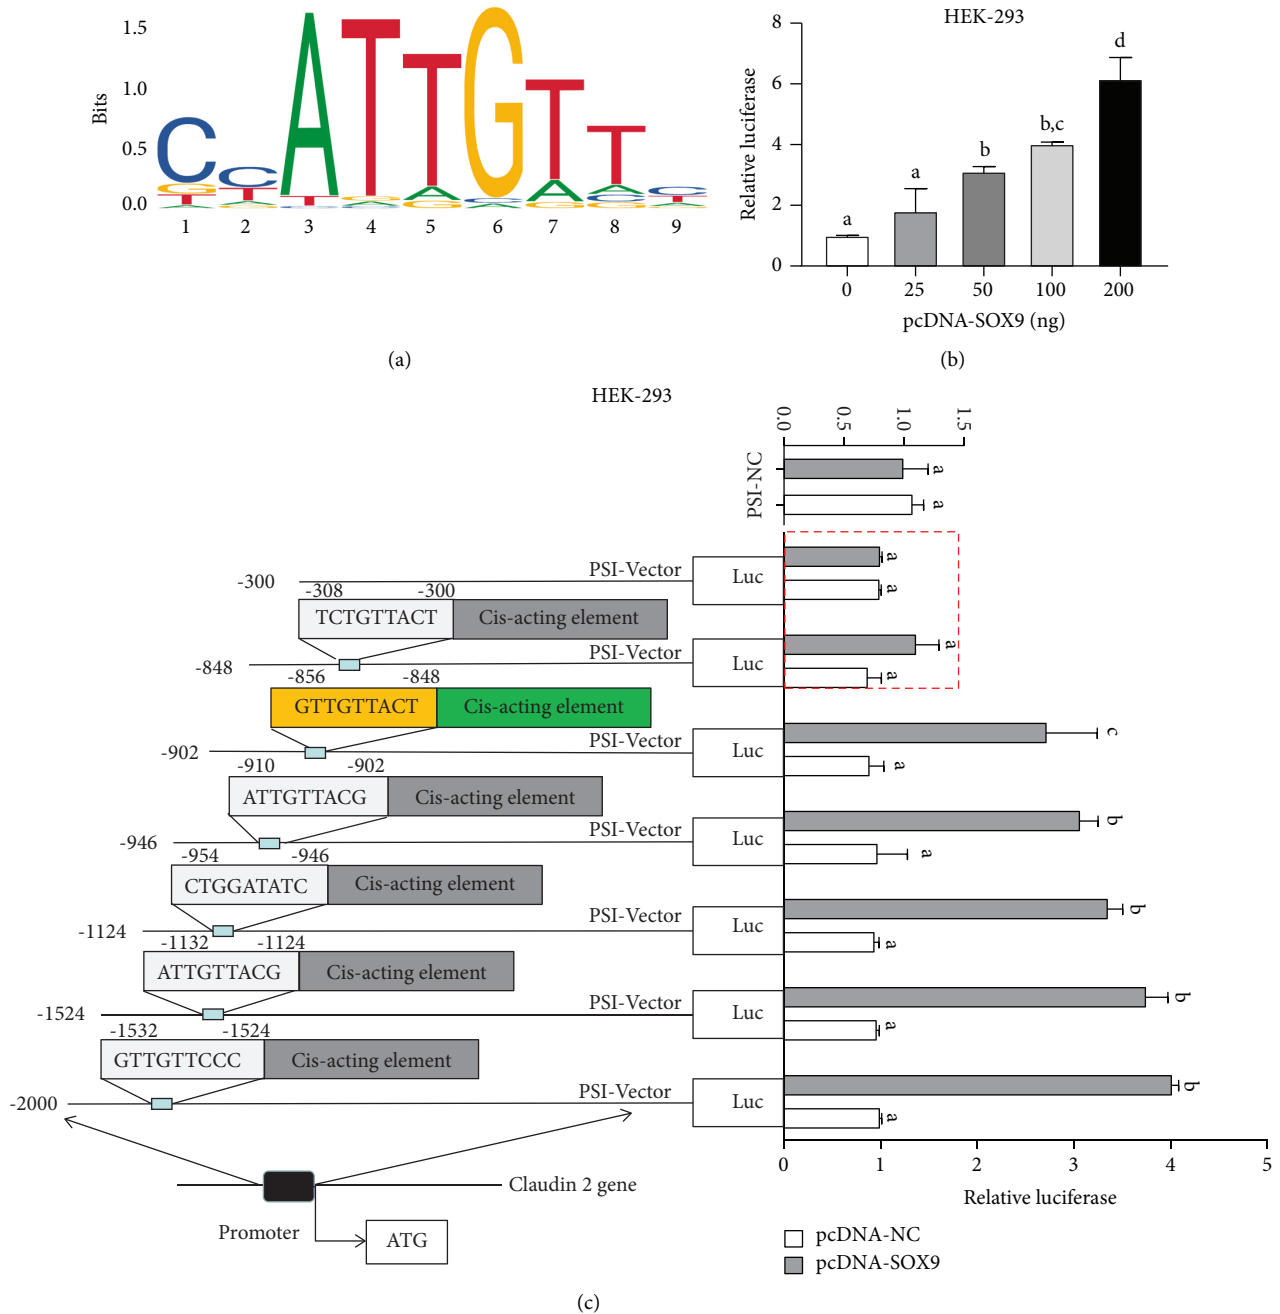 1.5
1.0
0.5
0.0
Bits
C C A T T G T T C
G T T A A C A A T
T A C G G A G C A
A G A C G
1 2 3 4 5 6 7 8 9
(a)
HEK-293
8
6
4
2
0
Relative luciferase
a
a
b
b,c
d
0 25 50 100 200
pcDNA-SOX9 (ng)
(b)
HEK-293
0.0 0.5 1.0 1.5
PSI-NC
a
a
-300
PSI-Vector
Luc
a
a
-308 -300
TCTGTTACT Cis-acting element
-848
PSI-Vector
Luc
a
a
-856 -848
GTTGTTACT Cis-acting element
-902
PSI-Vector
Luc
c
a
-910 -902
ATTGTTACG Cis-acting element
-946
PSI-Vector
Luc
b
a
-954 -946
CTGGATATC Cis-acting element
-1124
PSI-Vector
Luc
b
a
-1132 -1124
ATTGTTACG Cis-acting element
-1524
PSI-Vector
Luc
b
a
-1532 -1524
GTTGTTCCC Cis-acting element
-2000
PSI-Vector
Luc
b
a
0 1 2 3 4 5
Relative luciferase
Claudin 2 gene
Promoter
ATG
pcDNA-NC
pcDNA-SOX9
(c)